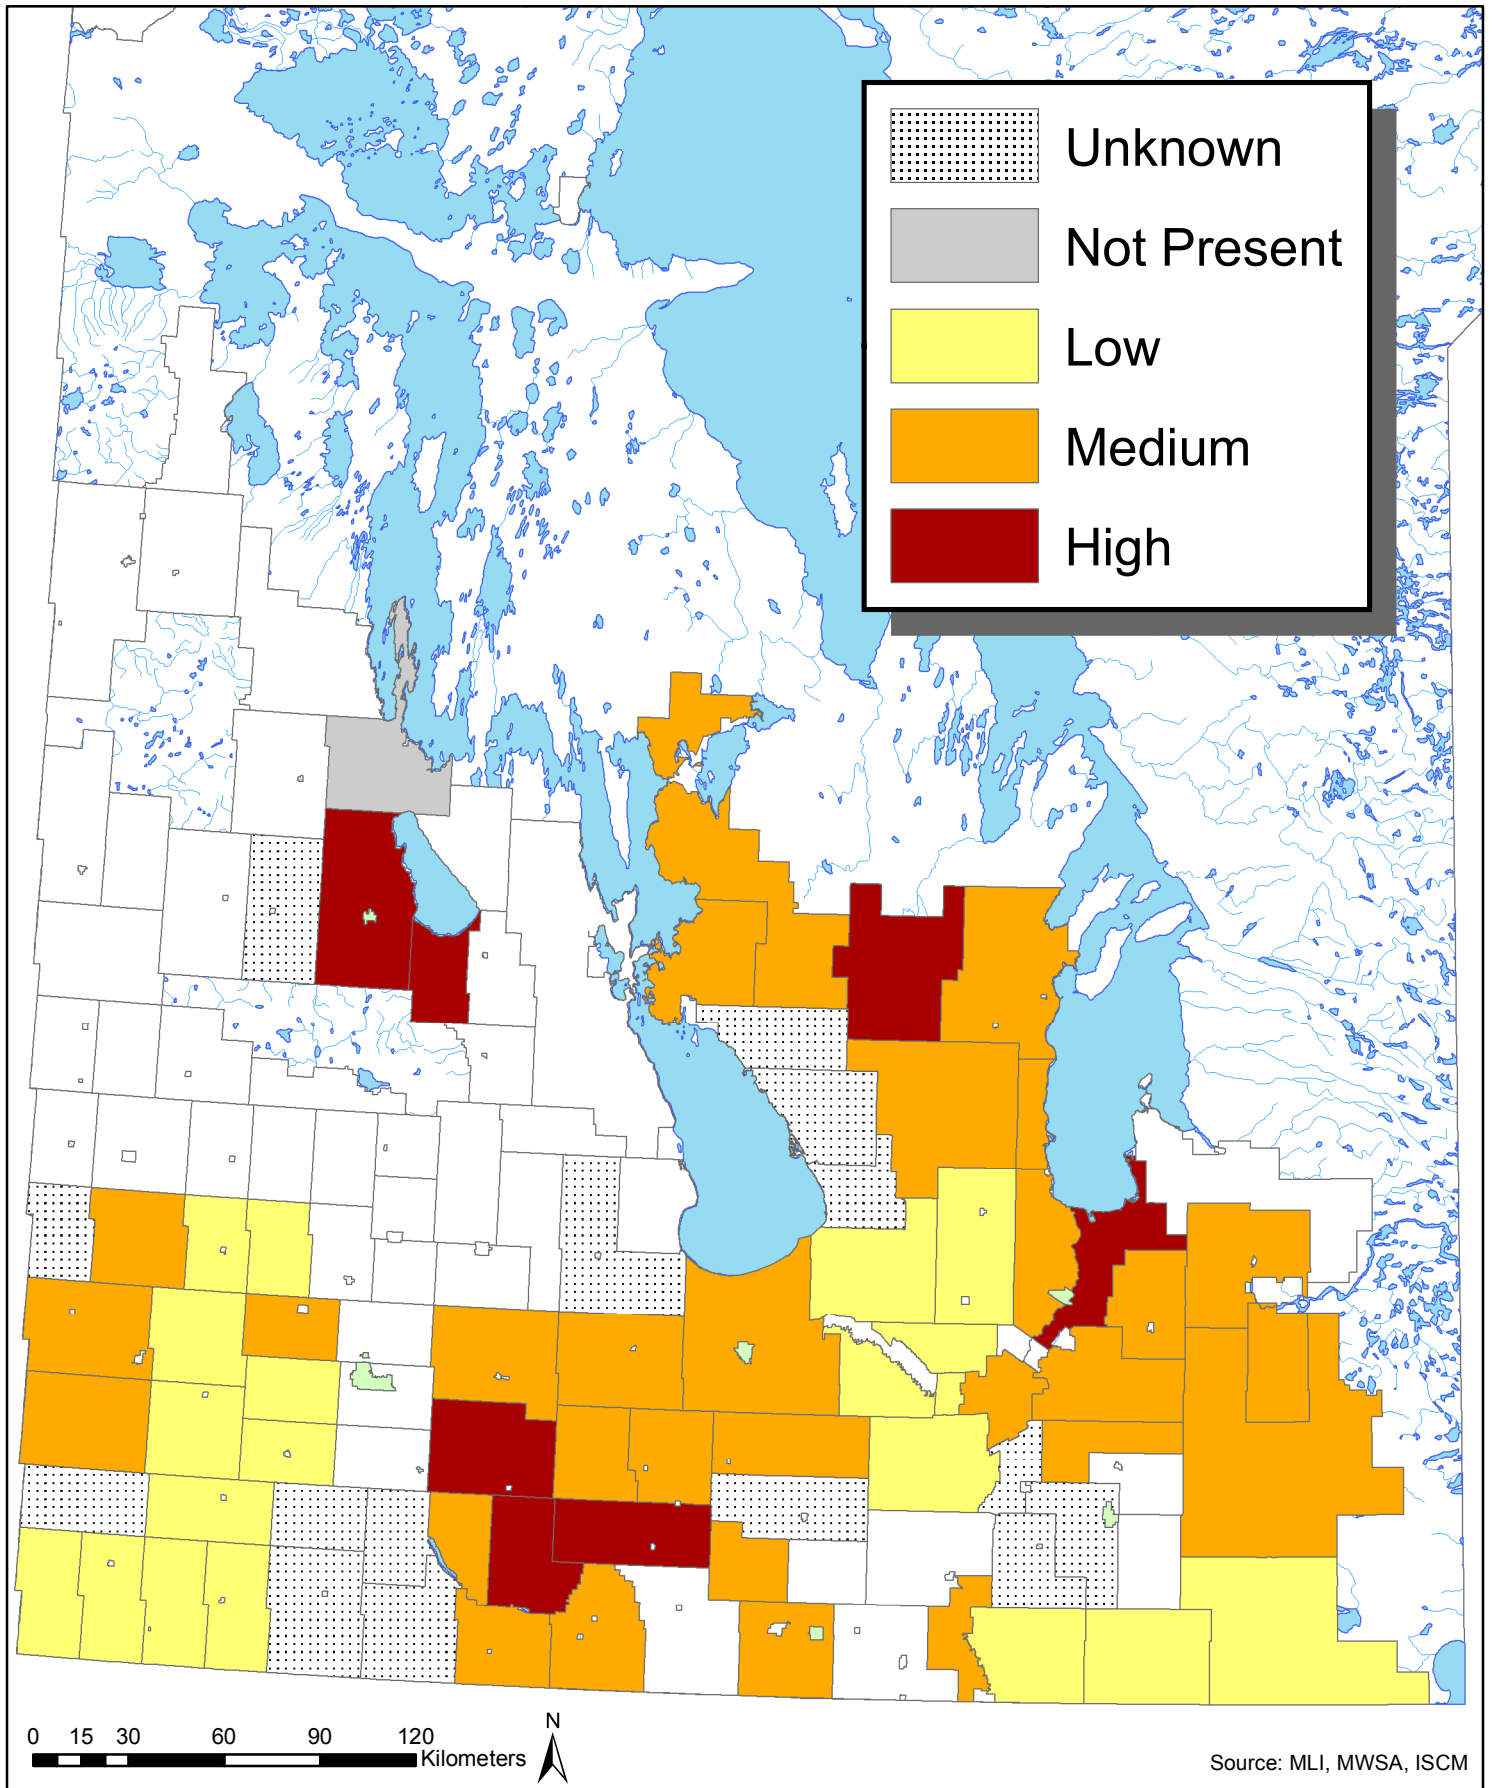 Unknown
Not Present
Low
Medium
High
0 15 30 60 90 120
Kilometers
N
Source: MLI, MWSA, ISCM